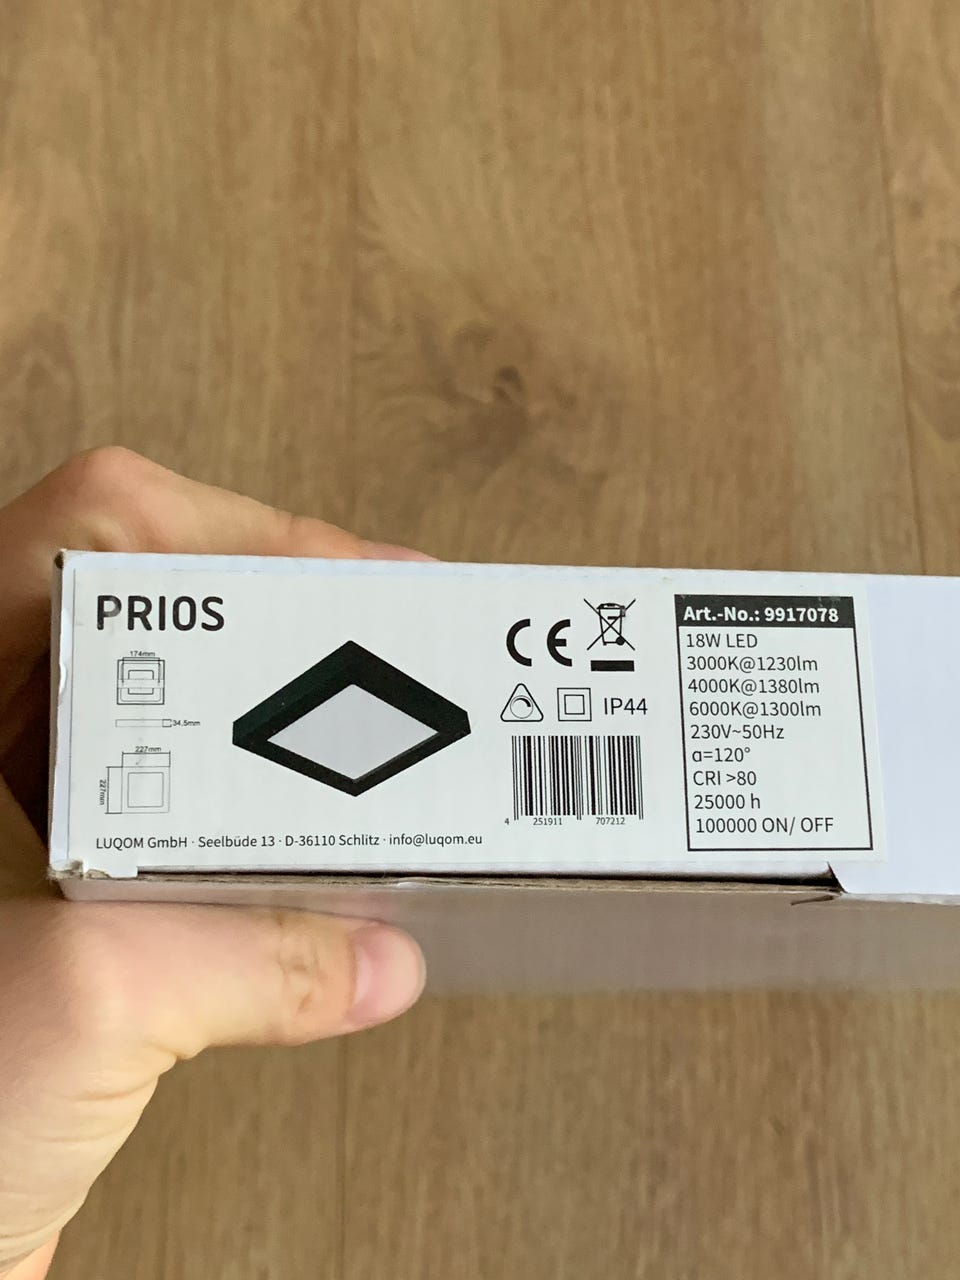 PRIOS
174mm
34,5mm
227mm
227mm
LUQOM GmbH · Seelbüde 13 · D-36110 Schlitz · info@luqom.eu
CE
IP44
4 251911 707212
Art.-No.: 9917078
18W LED
3000K@1230lm
4000K@1380lm
6000K@1300lm
230V~50Hz
α=120°
CRI >80
25000 h
100000 ON/ OFF